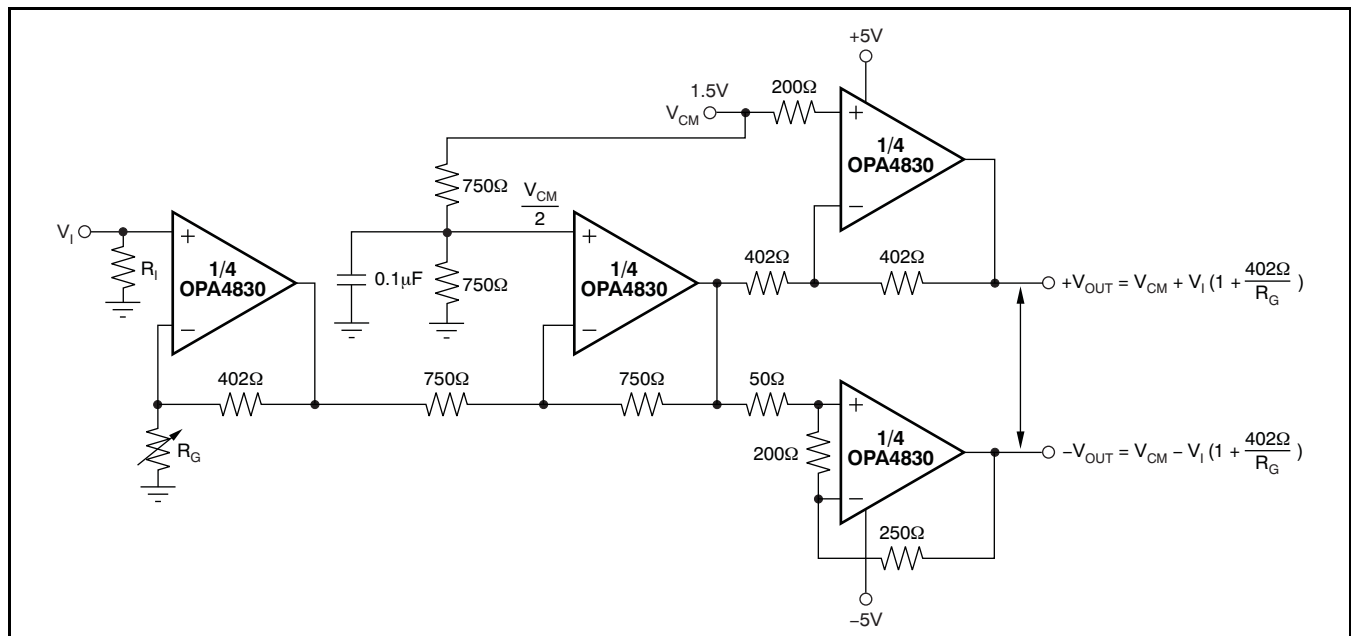 +5V
1.5V
V_CM
200Ω
+
1/4
OPA4830
−
750Ω
V_CM/2
V_I
+
R_I
1/4
OPA4830
−
0.1μF
750Ω
+
1/4
OPA4830
−
402Ω
402Ω
+V_OUT = V_CM + V_I (1 + 402Ω/R_G )
402Ω
750Ω
750Ω
50Ω
+
1/4
OPA4830
−
200Ω
R_G
−V_OUT = V_CM − V_I (1 + 402Ω/R_G )
250Ω
−5V